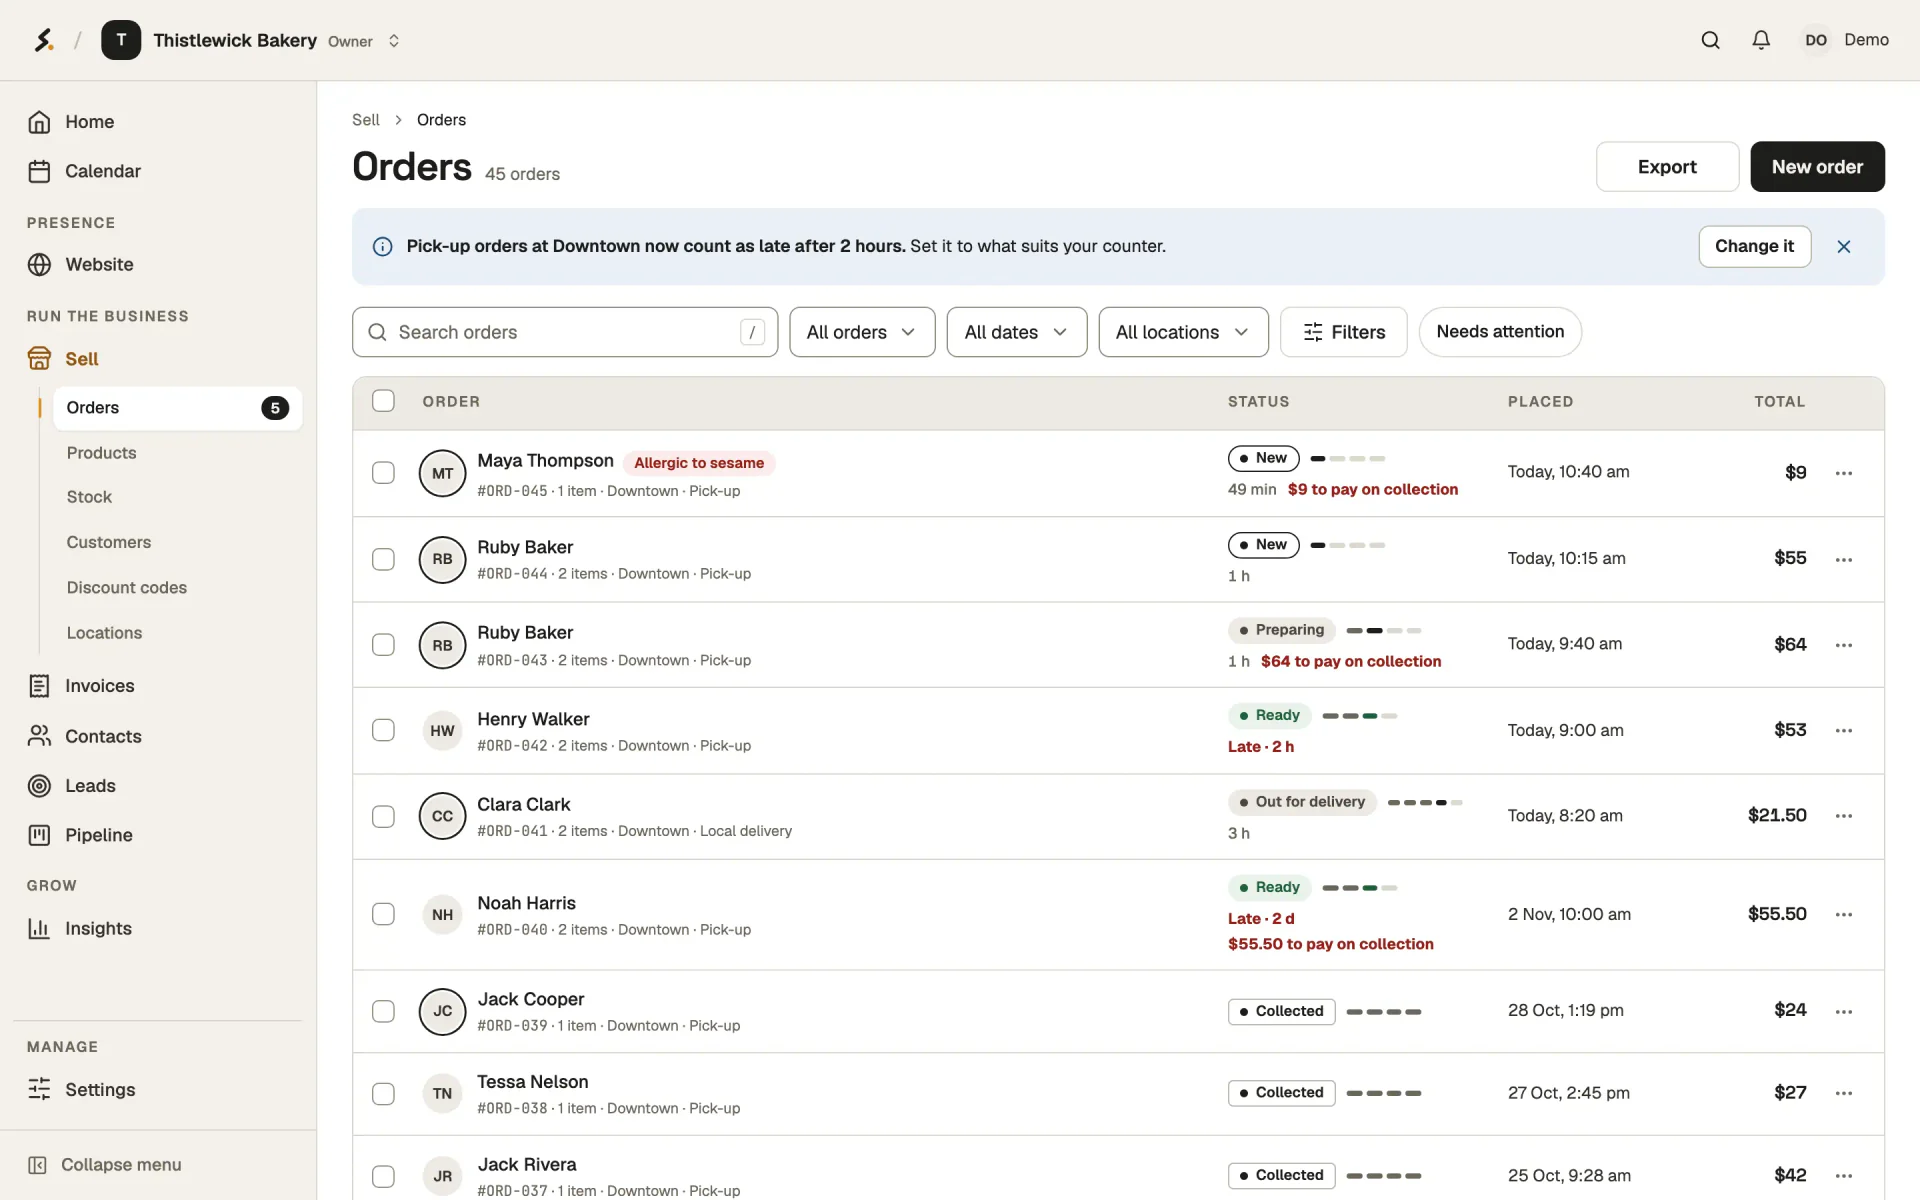 / T Thistlewick Bakery Owner
DO Demo
Home
Calendar
PRESENCE
Website
RUN THE BUSINESS
Sell
Orders 5
Products
Stock
Customers
Discount codes
Locations
Invoices
Contacts
Leads
Pipeline
GROW
Insights
MANAGE
Settings
Collapse menu
Sell > Orders
Orders 45 orders
Export
New order
Pick-up orders at Downtown now count as late after 2 hours. Set it to what suits your counter.
Change it
Search orders /
All orders
All dates
All locations
Filters
Needs attention
ORDER STATUS PLACED TOTAL
MT Maya Thompson Allergic to sesame
#ORD-045 · 1 item · Downtown · Pick-up
New
49 min $9 to pay on collection
Today, 10:40 am
$9
RB Ruby Baker
#ORD-044 · 2 items · Downtown · Pick-up
New
1 h
Today, 10:15 am
$55
RB Ruby Baker
#ORD-043 · 2 items · Downtown · Pick-up
Preparing
1 h $64 to pay on collection
Today, 9:40 am
$64
HW Henry Walker
#ORD-042 · 2 items · Downtown · Pick-up
Ready
Late · 2 h
Today, 9:00 am
$53
CC Clara Clark
#ORD-041 · 2 items · Downtown · Local delivery
Out for delivery
3 h
Today, 8:20 am
$21.50
NH Noah Harris
#ORD-040 · 2 items · Downtown · Pick-up
Ready
Late · 2 d
$55.50 to pay on collection
2 Nov, 10:00 am
$55.50
JC Jack Cooper
#ORD-039 · 1 item · Downtown · Pick-up
Collected
28 Oct, 1:19 pm
$24
TN Tessa Nelson
#ORD-038 · 1 item · Downtown · Pick-up
Collected
27 Oct, 2:45 pm
$27
JR Jack Rivera
#ORD-037 · 1 item · Downtown · Pick-up
Collected
25 Oct, 9:28 am
$42